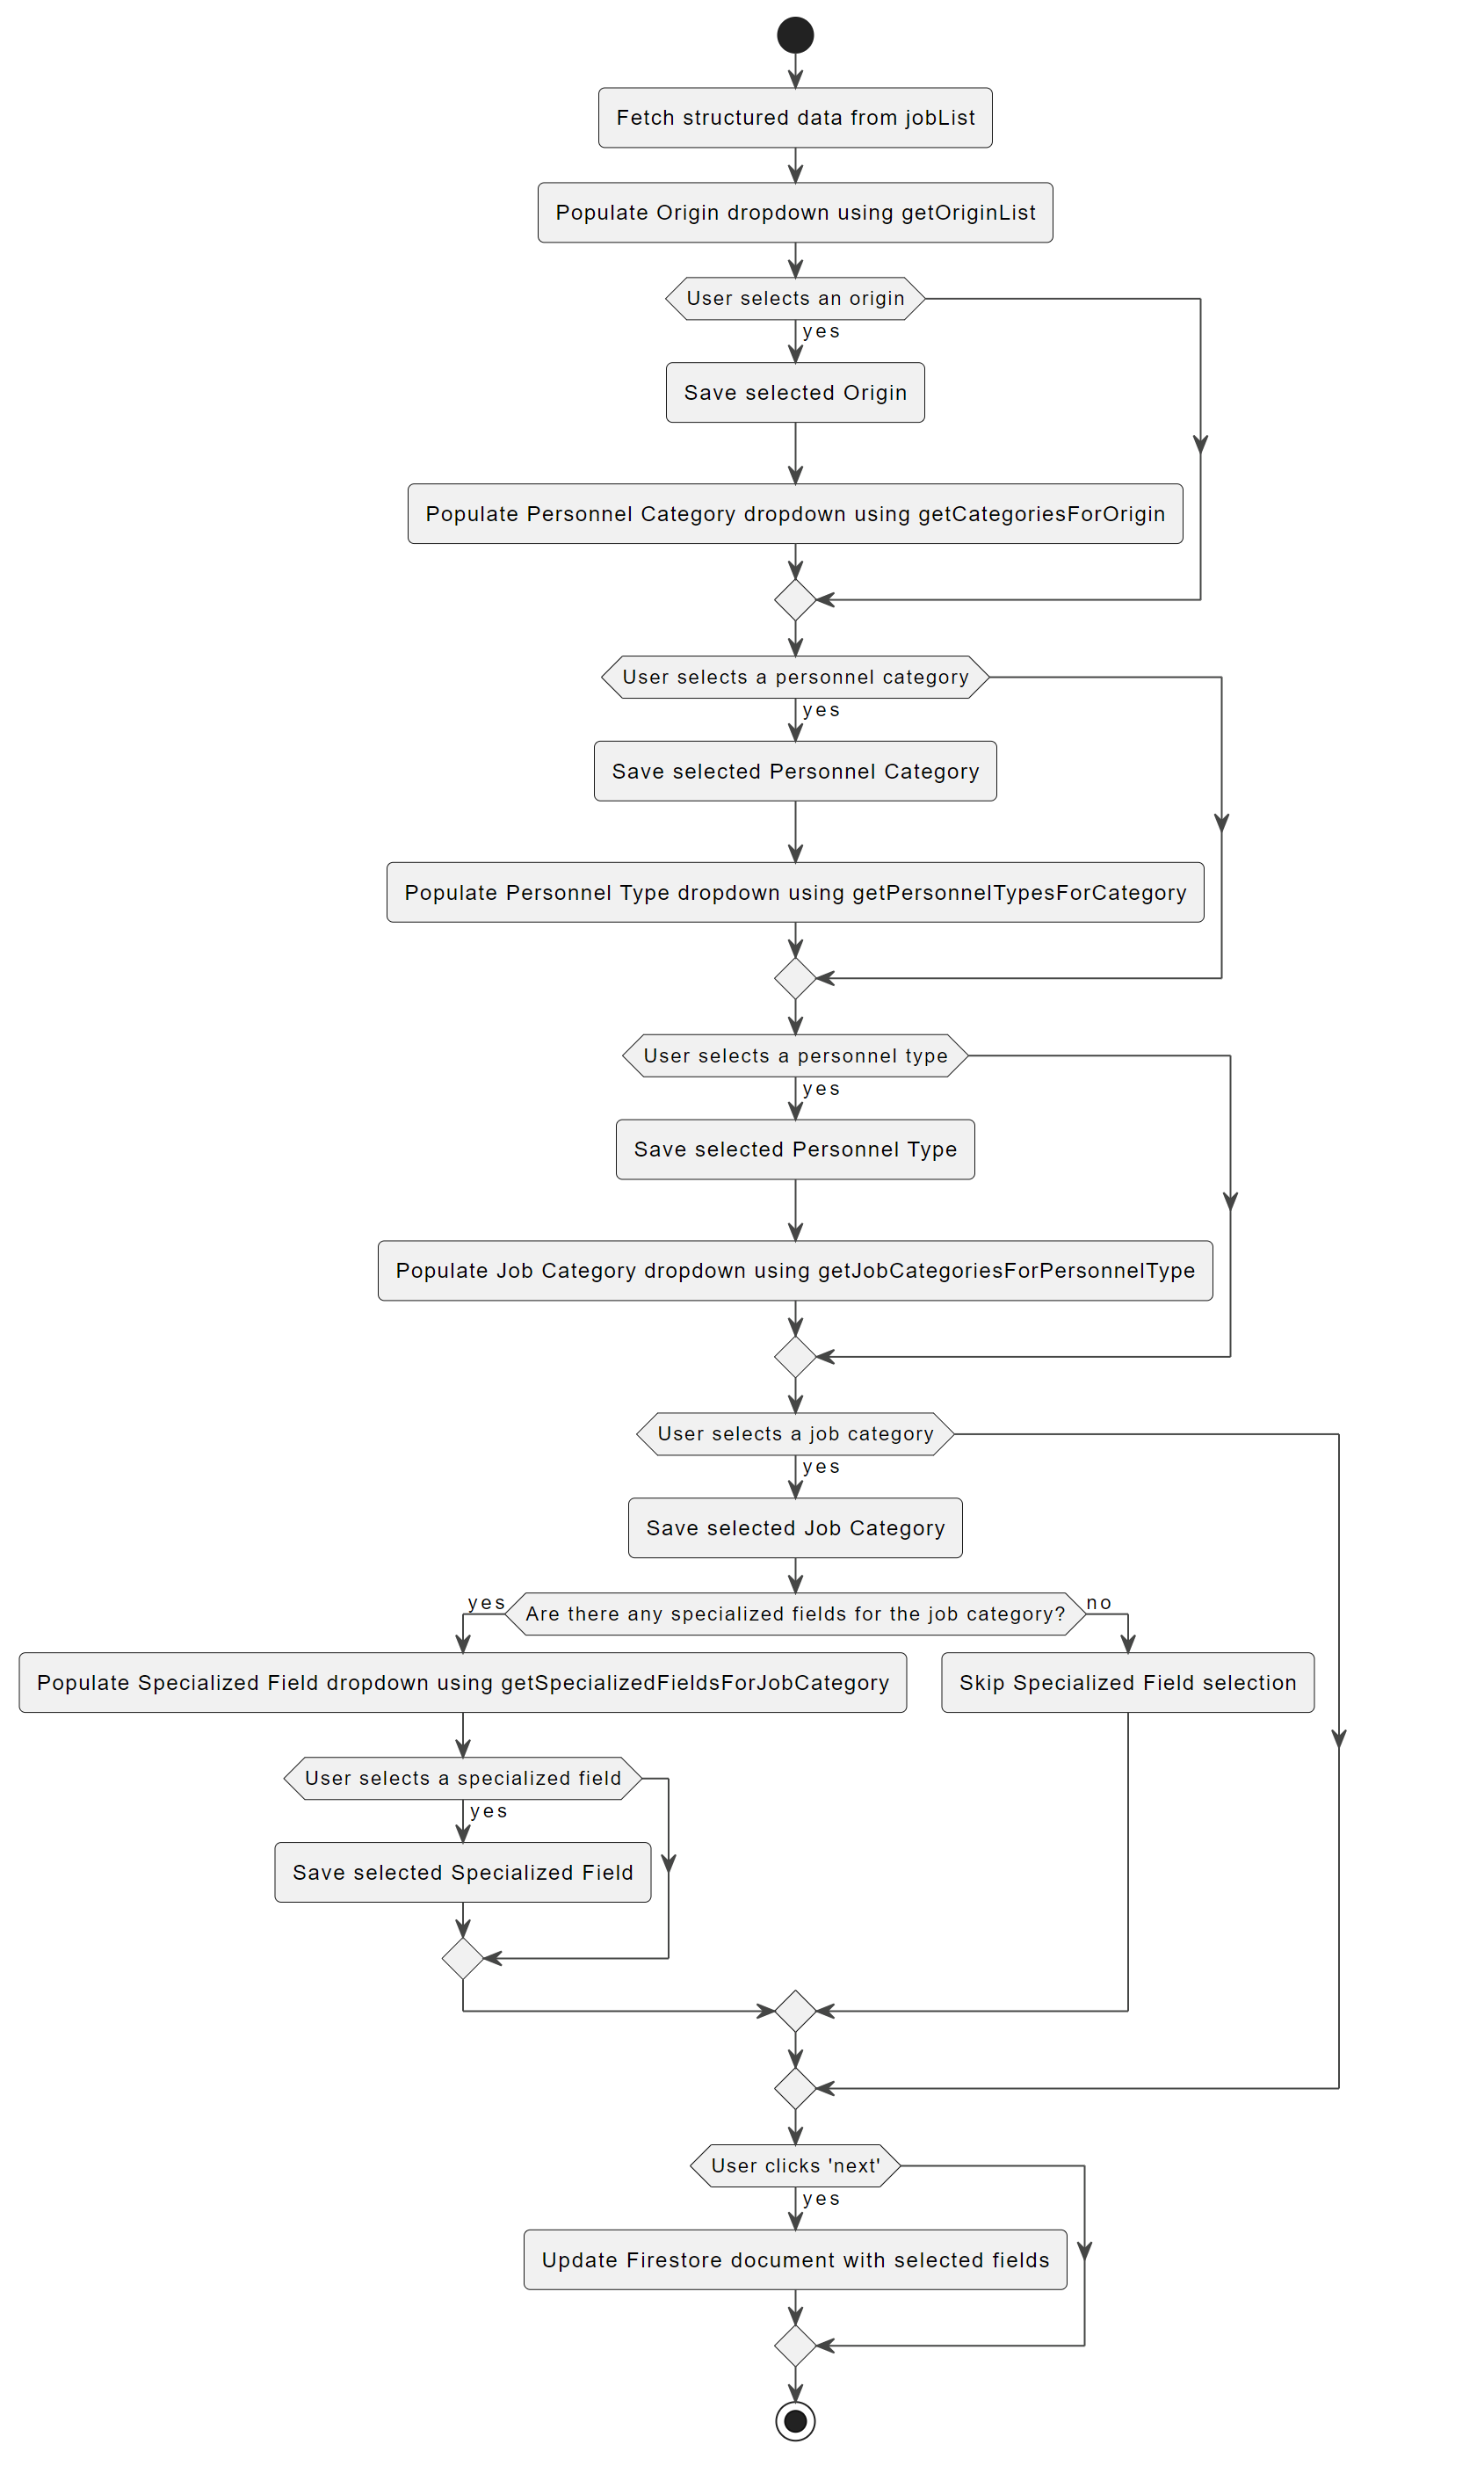 Fetch structured data from jobList
Populate Origin dropdown using getOriginList
User selects an origin
yes
Save selected Origin
Populate Personnel Category dropdown using getCategoriesForOrigin
User selects a personnel category
yes
Save selected Personnel Category
Populate Personnel Type dropdown using getPersonnelTypesForCategory
User selects a personnel type
yes
Save selected Personnel Type
Populate Job Category dropdown using getJobCategoriesForPersonnelType
User selects a job category
yes
Save selected Job Category
yes
Are there any specialized fields for the job category?
no
Populate Specialized Field dropdown using getSpecializedFieldsForJobCategory
Skip Specialized Field selection
User selects a specialized field
yes
Save selected Specialized Field
User clicks 'next'
yes
Update Firestore document with selected fields